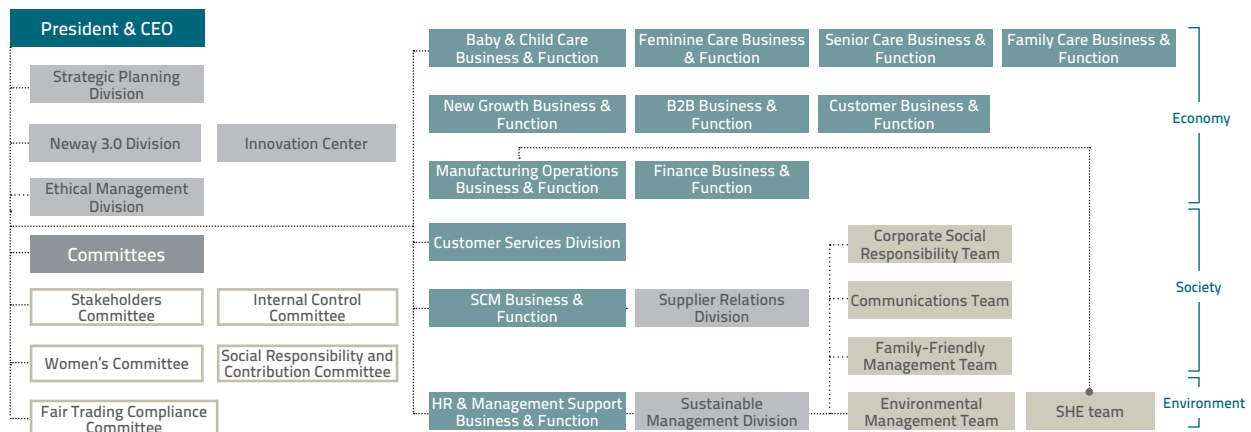 President & CEO
Strategic Planning
Division
Neway 3.0 Division
Innovation Center
Ethical Management
Division
Committees
Stakeholders
Committee
Internal Control
Committee
Women's Committee
Social Responsibility and
Contribution Committee
Fair Trading Compliance
Committee
Baby & Child Care
Business & Function
Feminine Care Business
& Function
Senior Care Business &
Function
Family Care Business &
Function
New Growth Business &
Function
B2B Business &
Function
Customer Business &
Function
Manufacturing Operations
Business & Function
Finance Business &
Function
Customer Services Division
SCM Business &
Function
Supplier Relations
Division
HR & Management Support
Business & Function
Sustainable
Management Division
Corporate Social
Responsibility Team
Communications Team
Family-Friendly
Management Team
Environmental
Management Team
SHE team
Economy
Society
Environment